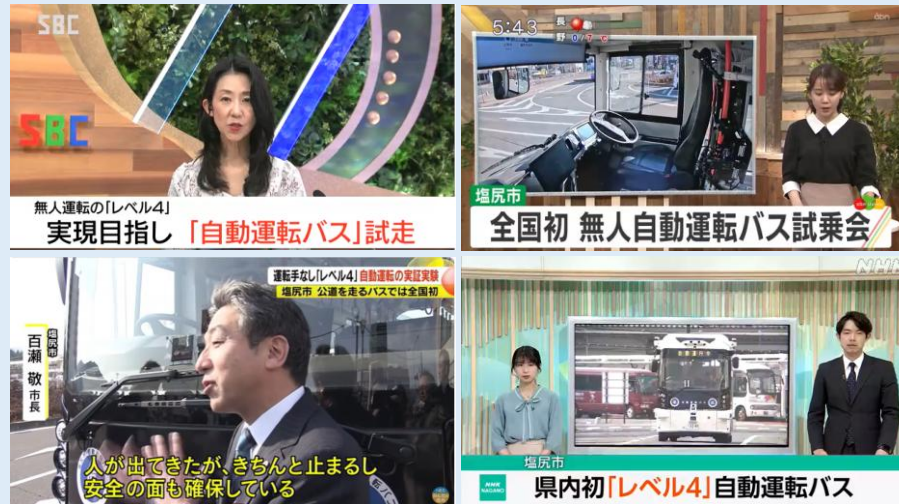 SBC
SBC
無人運転の「レベル4」
実現目指し 「自動運転バス」試走
5:43
長野
0/7℃
abn
塩尻市
全国初 無人自動運転バス試乗会
運転手なし「レベル4」自動運転の実証実験
塩尻市 公道を走るバスでは全国初
塩尻市
百瀬 敬 市長
人が出てきたが、きちんと止まるし
安全の面も確保している
NHK
塩尻市
NHK
NAGANO
県内初「レベル4」自動運転バス